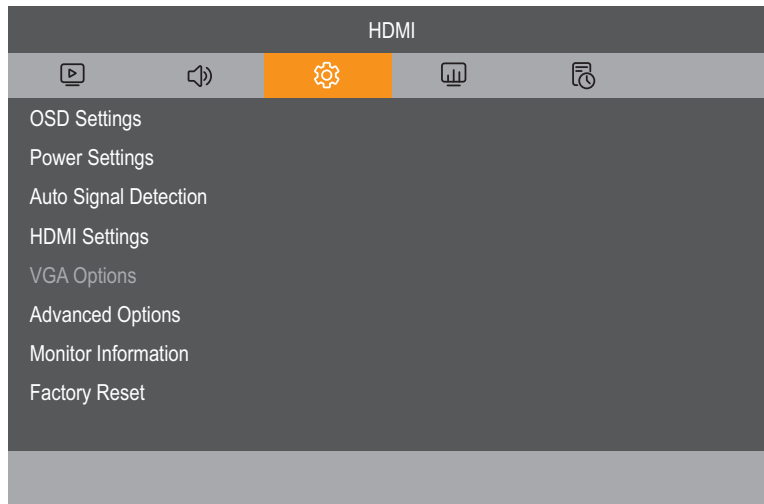 HDMI
OSD Settings
Power Settings
Auto Signal Detection
HDMI Settings
VGA Options
Advanced Options
Monitor Information
Factory Reset